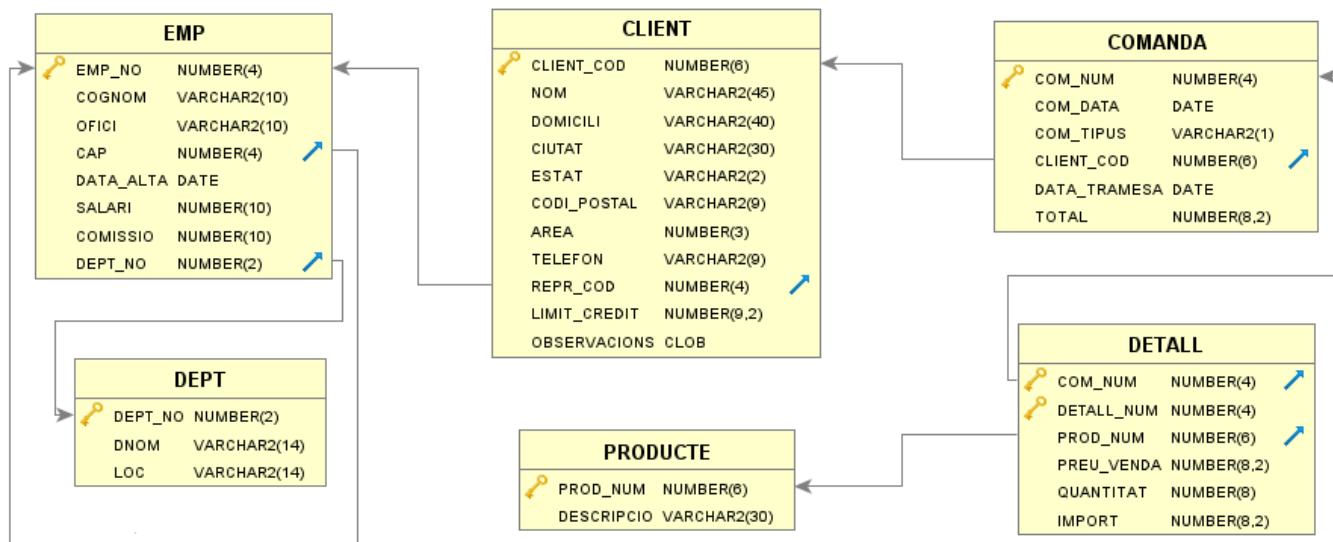 EMP
EMP_NO NUMBER(4)
COGNOM VARCHAR2(10)
OFICI VARCHAR2(10)
CAP NUMBER(4)
DATA_ALTA DATE
SALARI NUMBER(10)
COMISSIO NUMBER(10)
DEPT_NO NUMBER(2)
CLIENT
CLIENT_COD NUMBER(6)
NOM VARCHAR2(45)
DOMICILI VARCHAR2(40)
CIUTAT VARCHAR2(30)
ESTAT VARCHAR2(2)
CODI_POSTAL VARCHAR2(9)
AREA NUMBER(3)
TELEFON VARCHAR2(9)
REPR_COD NUMBER(4)
LIMIT_CREDIT NUMBER(9,2)
OBSERVACIONS CLOB
COMANDA
COM_NUM NUMBER(4)
COM_DATA DATE
COM_TIPUS VARCHAR2(1)
CLIENT_COD NUMBER(6)
DATA_TRAMESA DATE
TOTAL NUMBER(8,2)
DEPT
DEPT_NO NUMBER(2)
DNOM VARCHAR2(14)
LOC VARCHAR2(14)
PRODUCTE
PROD_NUM NUMBER(6)
DESCRIPCIO VARCHAR2(30)
DETALL
COM_NUM NUMBER(4)
DETALL_NUM NUMBER(4)
PROD_NUM NUMBER(6)
PREU_VENDA NUMBER(8,2)
QUANTITAT NUMBER(8)
IMPORT NUMBER(8,2)